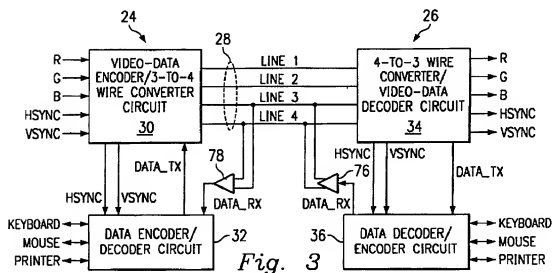 24
26
28
VIDEO-DATA
ENCODER/3-TO-4
WIRE CONVERTER
CIRCUIT
30
R
G
B
HSYNC
VSYNC
LINE 1
LINE 2
LINE 3
LINE 4
4-TO-3 WIRE
CONVERTER/
VIDEO-DATA
DECODER CIRCUIT
34
R
G
B
HSYNC
VSYNC
HSYNC
VSYNC
DATA_TX
78
DATA_RX
76
DATA_RX
HSYNC
VSYNC
DATA_TX
KEYBOARD
MOUSE
PRINTER
DATA ENCODER/
DECODER CIRCUIT
32
36
DATA DECODER/
ENCODER CIRCUIT
KEYBOARD
MOUSE
PRINTER
Fig. 3